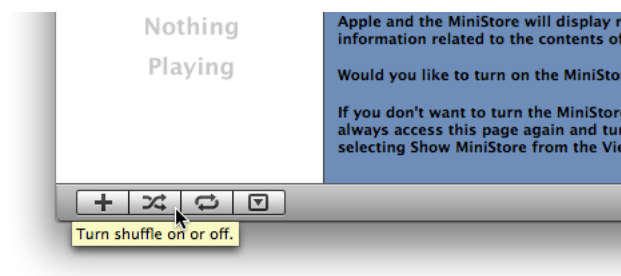 Nothing
Playing
Apple and the MiniStore will display
information related to the contents of
Would you like to turn on the
If you don't want to turn the
always access this page again and
selecting Show MiniStore from the
Turn shuffle on or off.